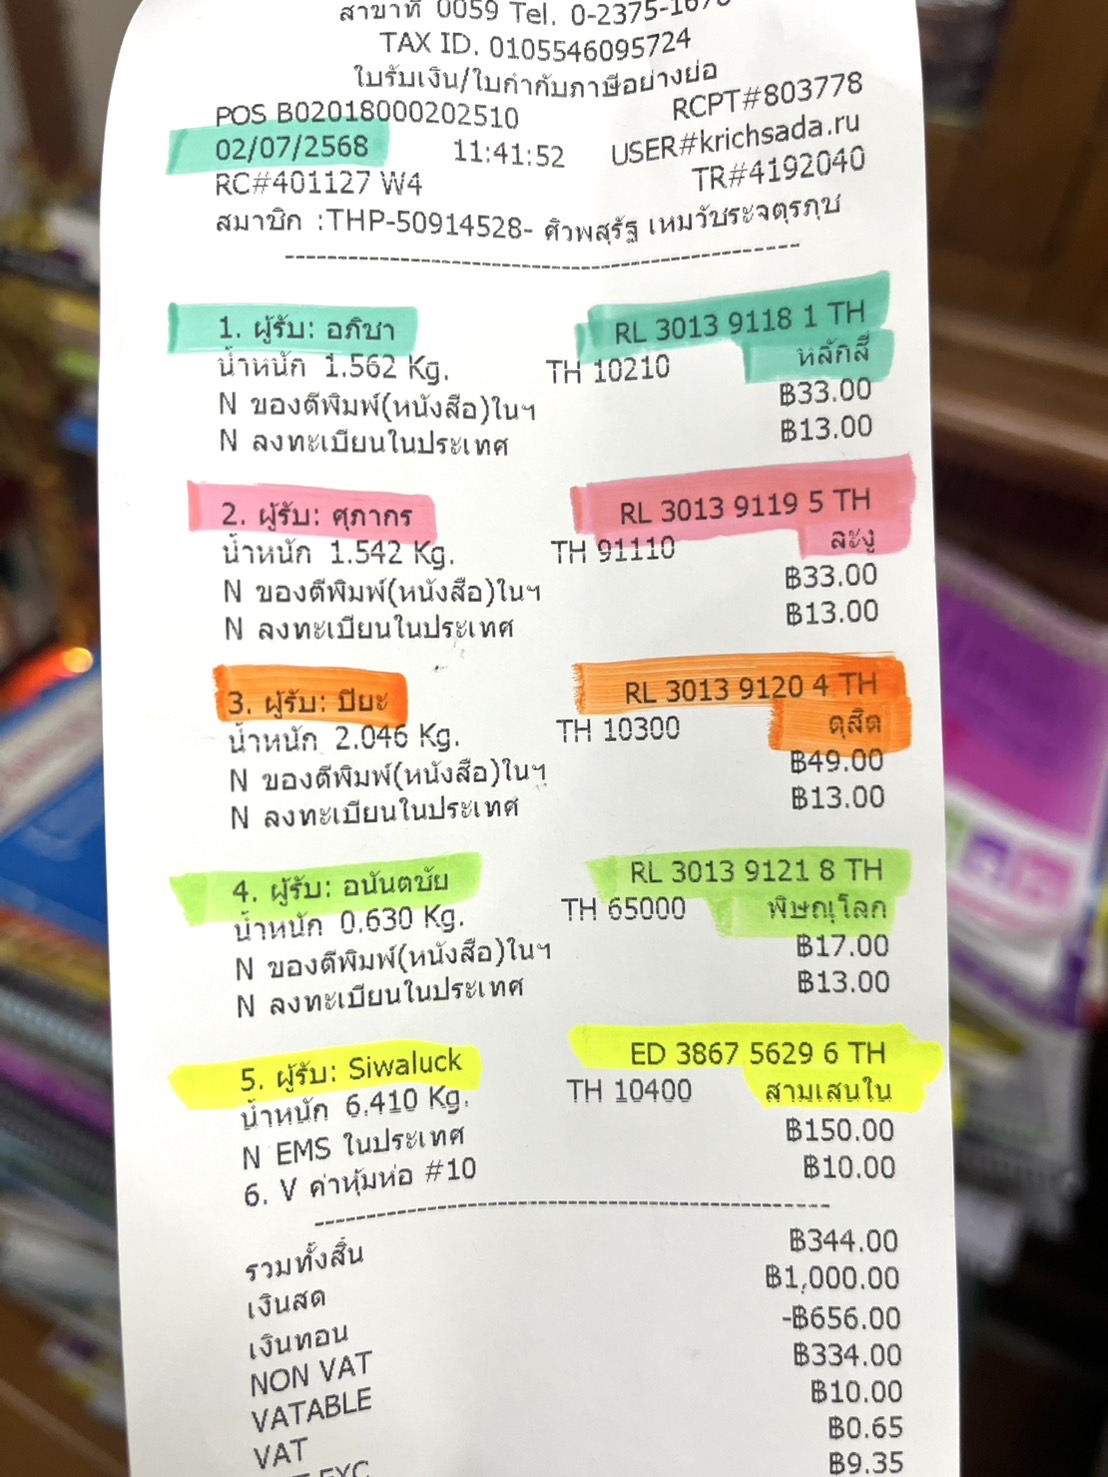 สาขาที่ 0059 Tel. 0-2375-1678
TAX ID. 0105546095724
ใบรับเงิน/ใบกำกับภาษีอย่างย่อ
POS B02018000202510 RCPT#803778
02/07/2568 11:41:52 USER#krichsada.ru
RC#401127 W4 TR#4192040
สมาชิก :THP-50914528- ศิวพสุรัฐ เหมวัชระจตุรภุช
1. ผู้รับ: อภิชา RL 3013 9118 1 TH
น้ำหนัก 1.562 Kg. TH 10210 หลักสี่
N ของตีพิมพ์(หนังสือ)ในฯ ฿33.00
N ลงทะเบียนในประเทศ ฿13.00
2. ผู้รับ: ศุภากร RL 3013 9119 5 TH
น้ำหนัก 1.542 Kg. TH 91110 ละงู
N ของตีพิมพ์(หนังสือ)ในฯ ฿33.00
N ลงทะเบียนในประเทศ ฿13.00
3. ผู้รับ: ปิยะ RL 3013 9120 4 TH
น้ำหนัก 2.046 Kg. TH 10300 ดุสิต
N ของตีพิมพ์(หนังสือ)ในฯ ฿49.00
N ลงทะเบียนในประเทศ ฿13.00
4. ผู้รับ: อนันตชัย RL 3013 9121 8 TH
น้ำหนัก 0.630 Kg. TH 65000 พิษณุโลก
N ของตีพิมพ์(หนังสือ)ในฯ ฿17.00
N ลงทะเบียนในประเทศ ฿13.00
5. ผู้รับ: Siwaluck ED 3867 5629 6 TH
น้ำหนัก 6.410 Kg. TH 10400 สามเสนใน
N EMS ในประเทศ ฿150.00
6. V ค่าหุ้มห่อ #10 ฿10.00
รวมทั้งสิ้น ฿344.00
เงินสด ฿1,000.00
เงินทอน -฿656.00
NON VAT ฿334.00
VATABLE ฿10.00
VAT ฿0.65
EXC ฿9.35